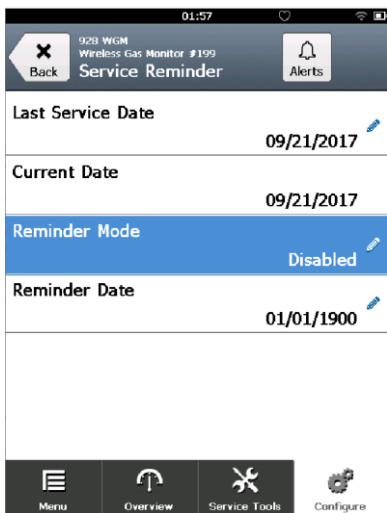 01:57
928 WGM
Wireless Gas Monitor #199
Back
Service Reminder
Alerts
Last Service Date
09/21/2017
Current Date
09/21/2017
Reminder Mode
Disabled
Reminder Date
01/01/1900
Menu
Overview
Service Tools
Configure